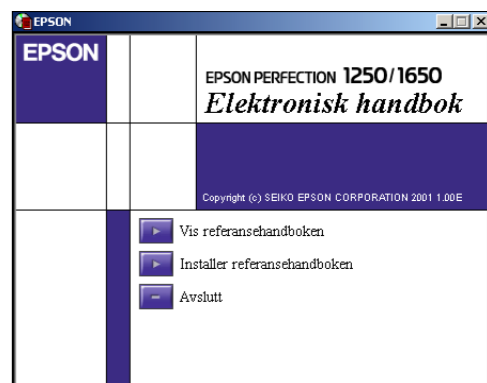 EPSON
EPSON
EPSON PERFECTION 1250/1650
Elektronisk handbok
Copyright (c) SEIKO EPSON CORPORATION 2001 1.00E
Vis referansehandboken
Installer referansehandboken
Avslutt